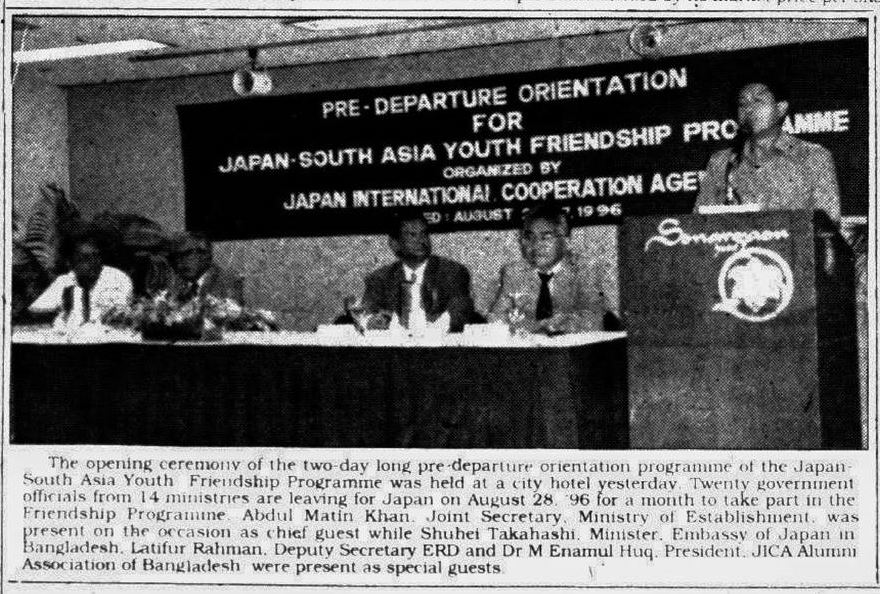 PRE-DEPARTURE ORIENTATION
FOR
JAPAN-SOUTH ASIA YOUTH FRIENDSHIP PRO AMME
ORGANIZED BY
JAPAN INTERNATIONAL COOPERATION AGE
ED: AUGUST 7, 1996
Sonargaon
The opening ceremony of the two-day long pre-departure orientation programme of the Japan-
South Asia Youth Friendship Programme was held at a city hotel yesterday. Twenty government
officials from 14 ministries are leaving for Japan on August 28, '96 for a month to take part in the
Friendship Programme. Abdul Matin Khan, Joint Secretary, Ministry of Establishment, was
present on the occasion as chief guest while Shuhei Takahashi, Minister, Embassy of Japan in
Bangladesh, Latifur Rahman, Deputy Secretary ERD and Dr M Enamul Huq, President, JICA Alumni
Association of Bangladesh were present as special guests.